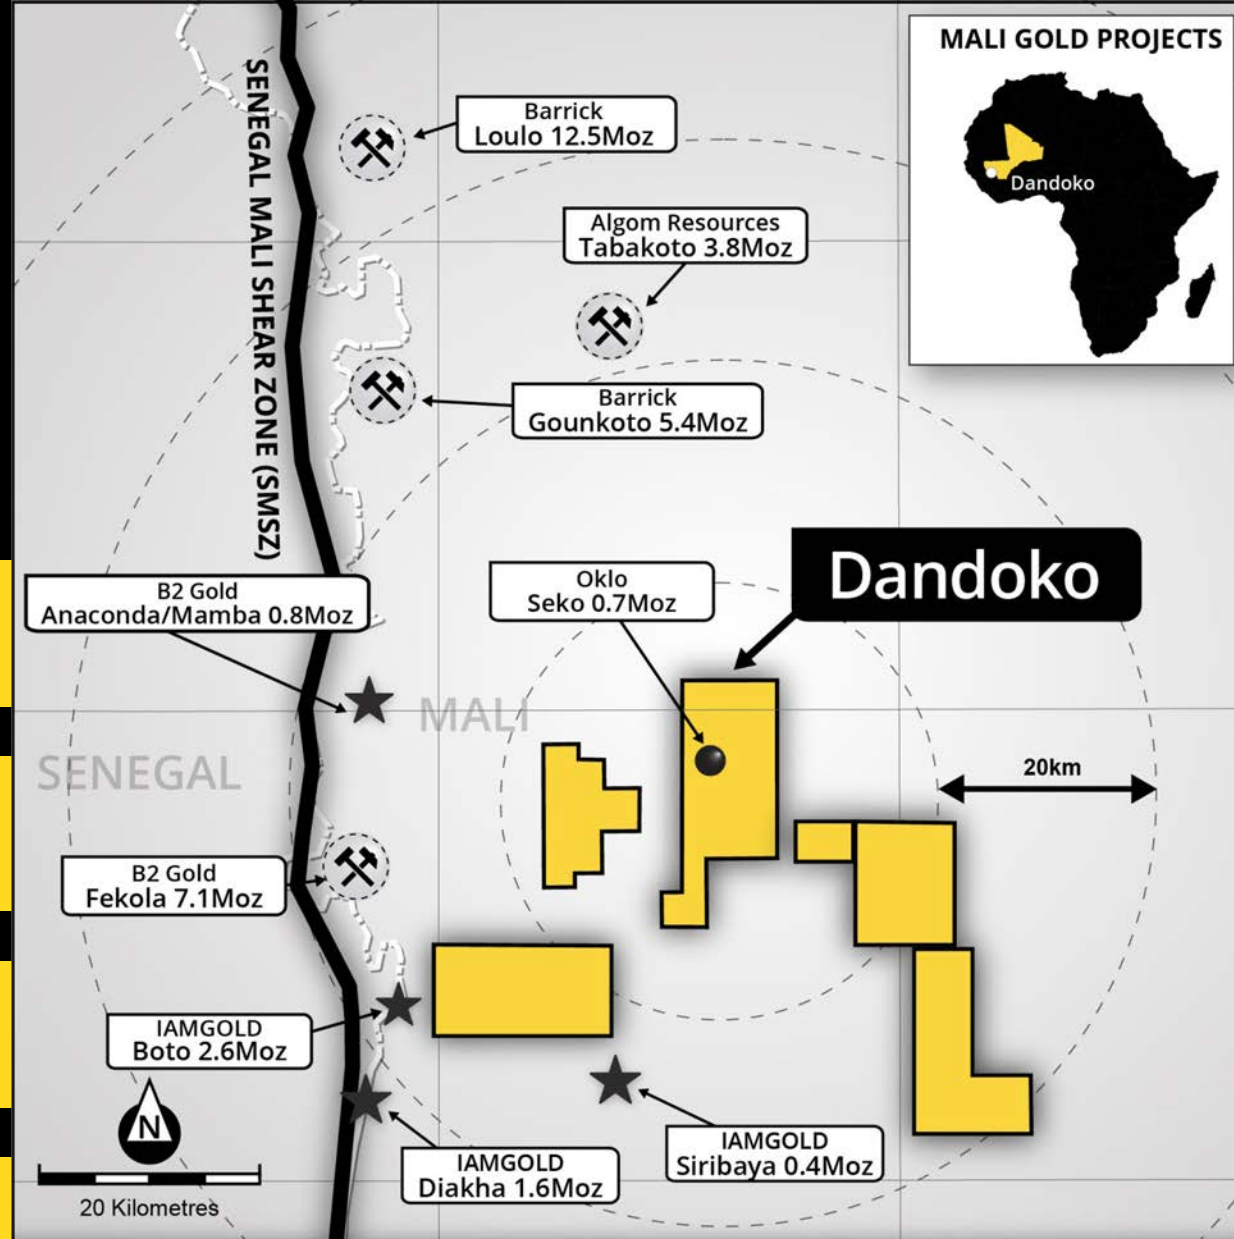 MALI GOLD PROJECTS
Dandoko
SENEGAL MALI SHEAR ZONE (SMSZ)
Barrick
Loulo 12.5Moz
Algom Resources
Tabakoto 3.8Moz
Barrick
Gounkoto 5.4Moz
Dandoko
B2 Gold
Anaconda/Mamba 0.8Moz
Oklo
Seko 0.7Moz
MALI
SENEGAL
20km
B2 Gold
Fekola 7.1Moz
IAMGOLD
Boto 2.6Moz
IAMGOLD
Siribaya 0.4Moz
IAMGOLD
Diakha 1.6Moz
N
20 Kilometres